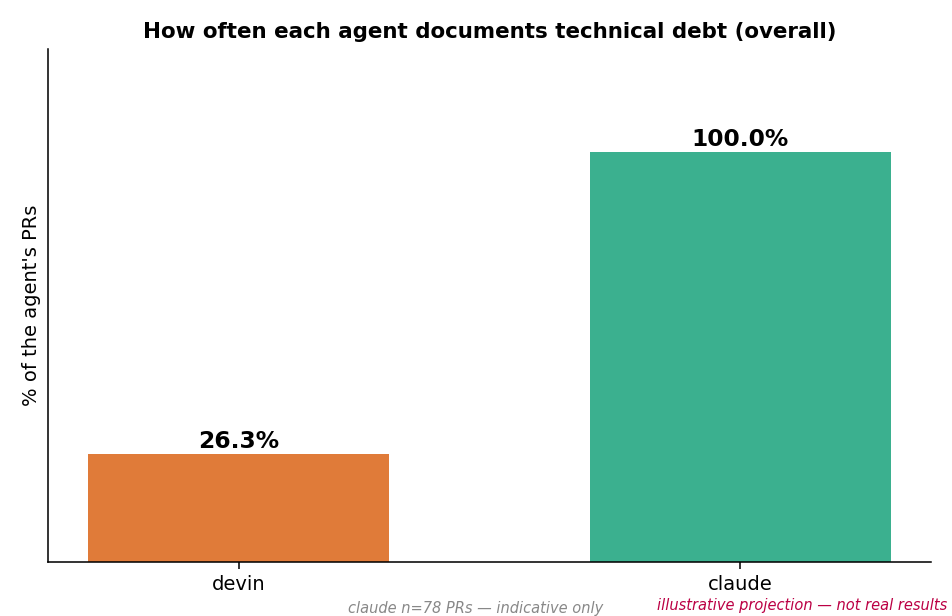 How often each agent documents technical debt (overall)
% of the agent's PRs
100.0%
26.3%
devin
claude
claude n=78 PRs — indicative only
illustrative projection — not real results